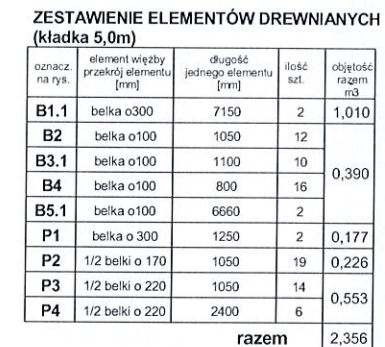 ZESTAWIENIE ELEMENTÓW DREWNIANYCH
(kładka 5,0m)
oznacz. na rys. | element więźby przekrój elementu [mm] | długość jednego elementu [mm] | ilość szt. | objętość razem m3
B1.1 belka o300 7150 2 1,010
B2 belka o100 1050 12
B3.1 belka o100 1100 10 0,390
B4 belka o100 800 16
B5.1 belka o100 6660 2
P1 belka o 300 1250 2 0,177
P2 1/2 belki o 170 1050 19 0,226
P3 1/2 belki o 220 1050 14 0,553
P4 1/2 belki o 220 2400 6
razem 2,356